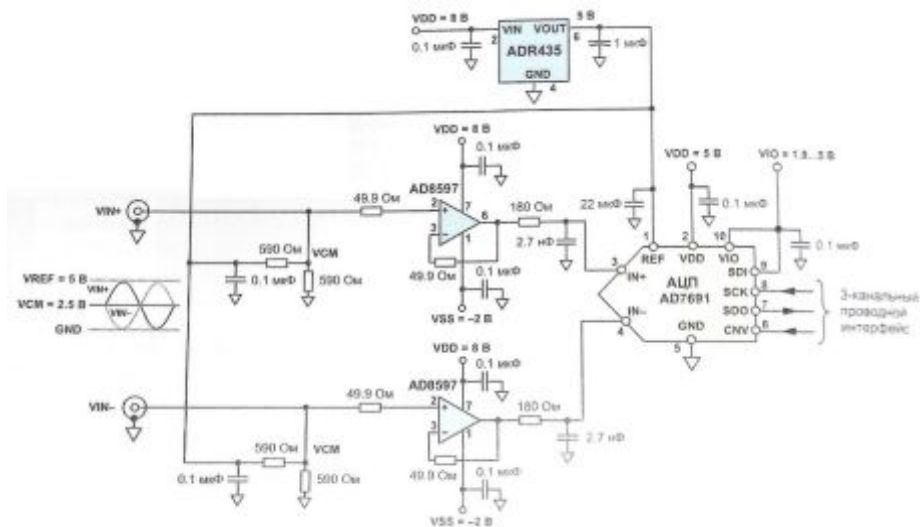 VDD = 8 В
5 В
VIN VOUT
2
6
ADR435
GND
4
0.1 мкФ
1 мкФ
VDD = 8 В
0.1 мкФ
AD8597
VDD = 5 В
VIO = 1.8...5 В
VIN+
49.9 Ом
2
7
3
1
6
180 Ом
22 мкФ
0.1 мкФ
0.1 мкФ
590 Ом
VCM
590 Ом
0.1 мкФ
49.9 Ом
0.1 мкФ
2.7 нФ
VSS = –2 В
1
2
10
REF
VDD
VIO
3
IN+
SDI
9
SCK
8
SDO
7
CNV
6
IN–
4
АЦП
AD7691
GND
5
3-канальный
проводной
интерфейс
VREF = 5 В
VIN+
VCM = 2.5 В
VIN–
GND
VDD = 8 В
0.1 мкФ
AD8597
VIN–
49.9 Ом
2
7
3
1
180 Ом
2.7 нФ
590 Ом
VCM
590 Ом
0.1 мкФ
49.9 Ом
0.1 мкФ
VSS = –2 В